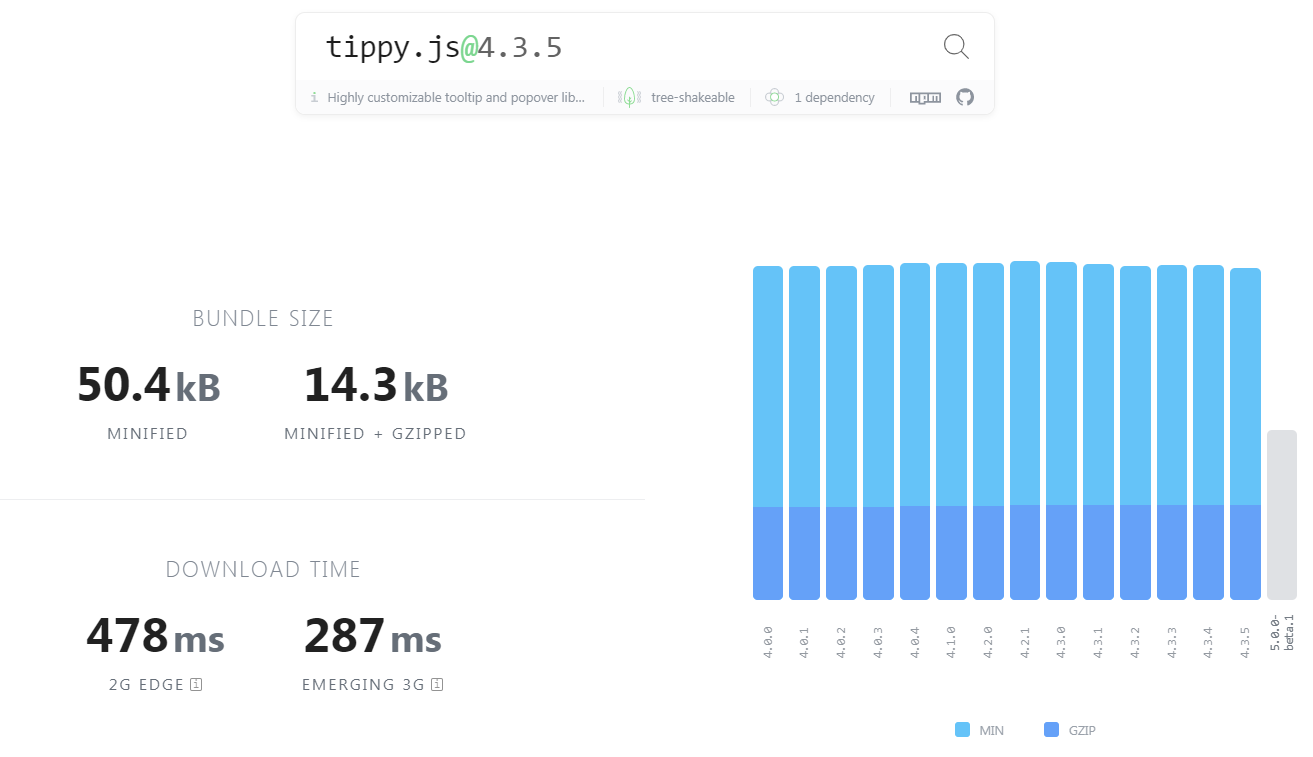 tippy.js@4.3.5
i Highly customizable tooltip and popover lib... tree-shakeable 1 dependency npm
BUNDLE SIZE
50.4 kB 14.3 kB
MINIFIED MINIFIED + GZIPPED
DOWNLOAD TIME
478 ms 287 ms
2G EDGE i EMERGING 3G i
4.0.0
4.0.1
4.0.2
4.0.3
4.0.4
4.1.0
4.2.0
4.2.1
4.3.0
4.3.1
4.3.2
4.3.3
4.3.4
4.3.5
5.0.0-
beta.1
MIN GZIP